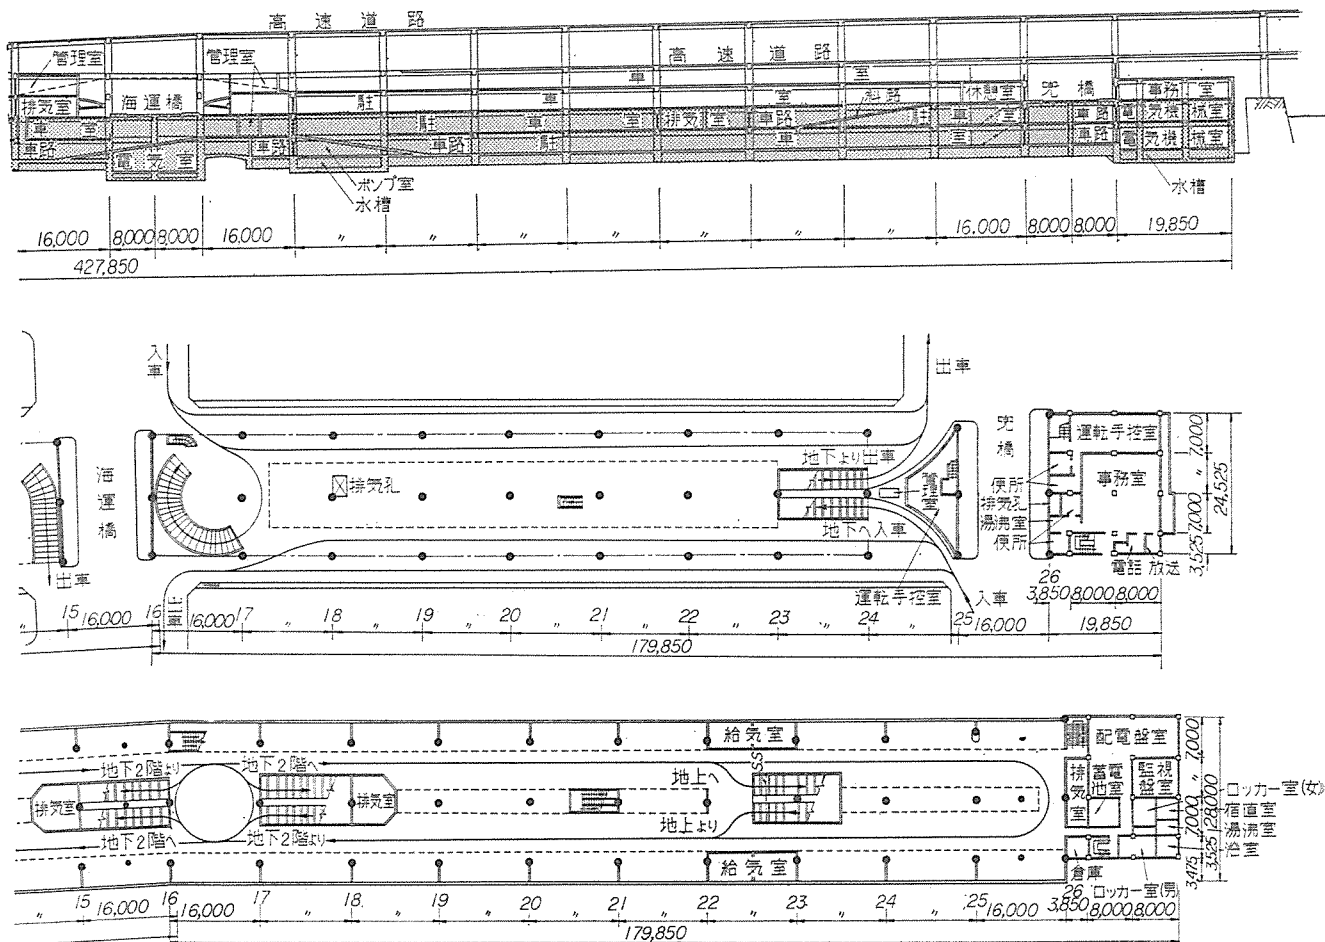 高速道路
高速道路
管理室
管理室
車室
休憩室
兜橋
事務室
排気室
海運橋
駐車室
斜路
車室
駐車室
排気室
車路
駐車室
車路
電気機械室
車路
電気室
車路
車路
駐車室
車路
電気機械室
ポンプ室
水槽
水槽
16,000
8,000
8,000
16,000
〃
〃
〃
〃
〃
〃
〃
16,000
8,000
8,000
19,850
427,850
入車
出車
海運橋
排気孔
地下より出車
地下へ入車
管理室
兜橋
運転手控室
事務室
便所
排気孔
湯沸室
便所
電話
放送
7,000
〃
7,000
3,525
24,525
出車
出車
運転手控室
入車
26
3,850
8,000
8,000
〃
15
16,000
16
16,000
17
〃
18
〃
19
〃
20
〃
21
〃
22
〃
23
〃
24
〃
25
16,000
19,850
179,850
給気室
配電盤室
地下2階より
地下2階へ
地上へ
S.S
排気室
排気室
排気室
蓄電池室
監視盤室
ロッカー室(女)
宿直室
湯沸室
浴室
地下2階へ
地下2階より
地上より
給気室
倉庫
ロッカー室(男)
7,000
〃
7,000
3,525
3,475
28,000
〃
15
16,000
16
16,000
17
〃
18
〃
19
〃
20
〃
21
〃
22
〃
23
〃
24
〃
25
16,000
26
3,850
8,000
8,000
179,850